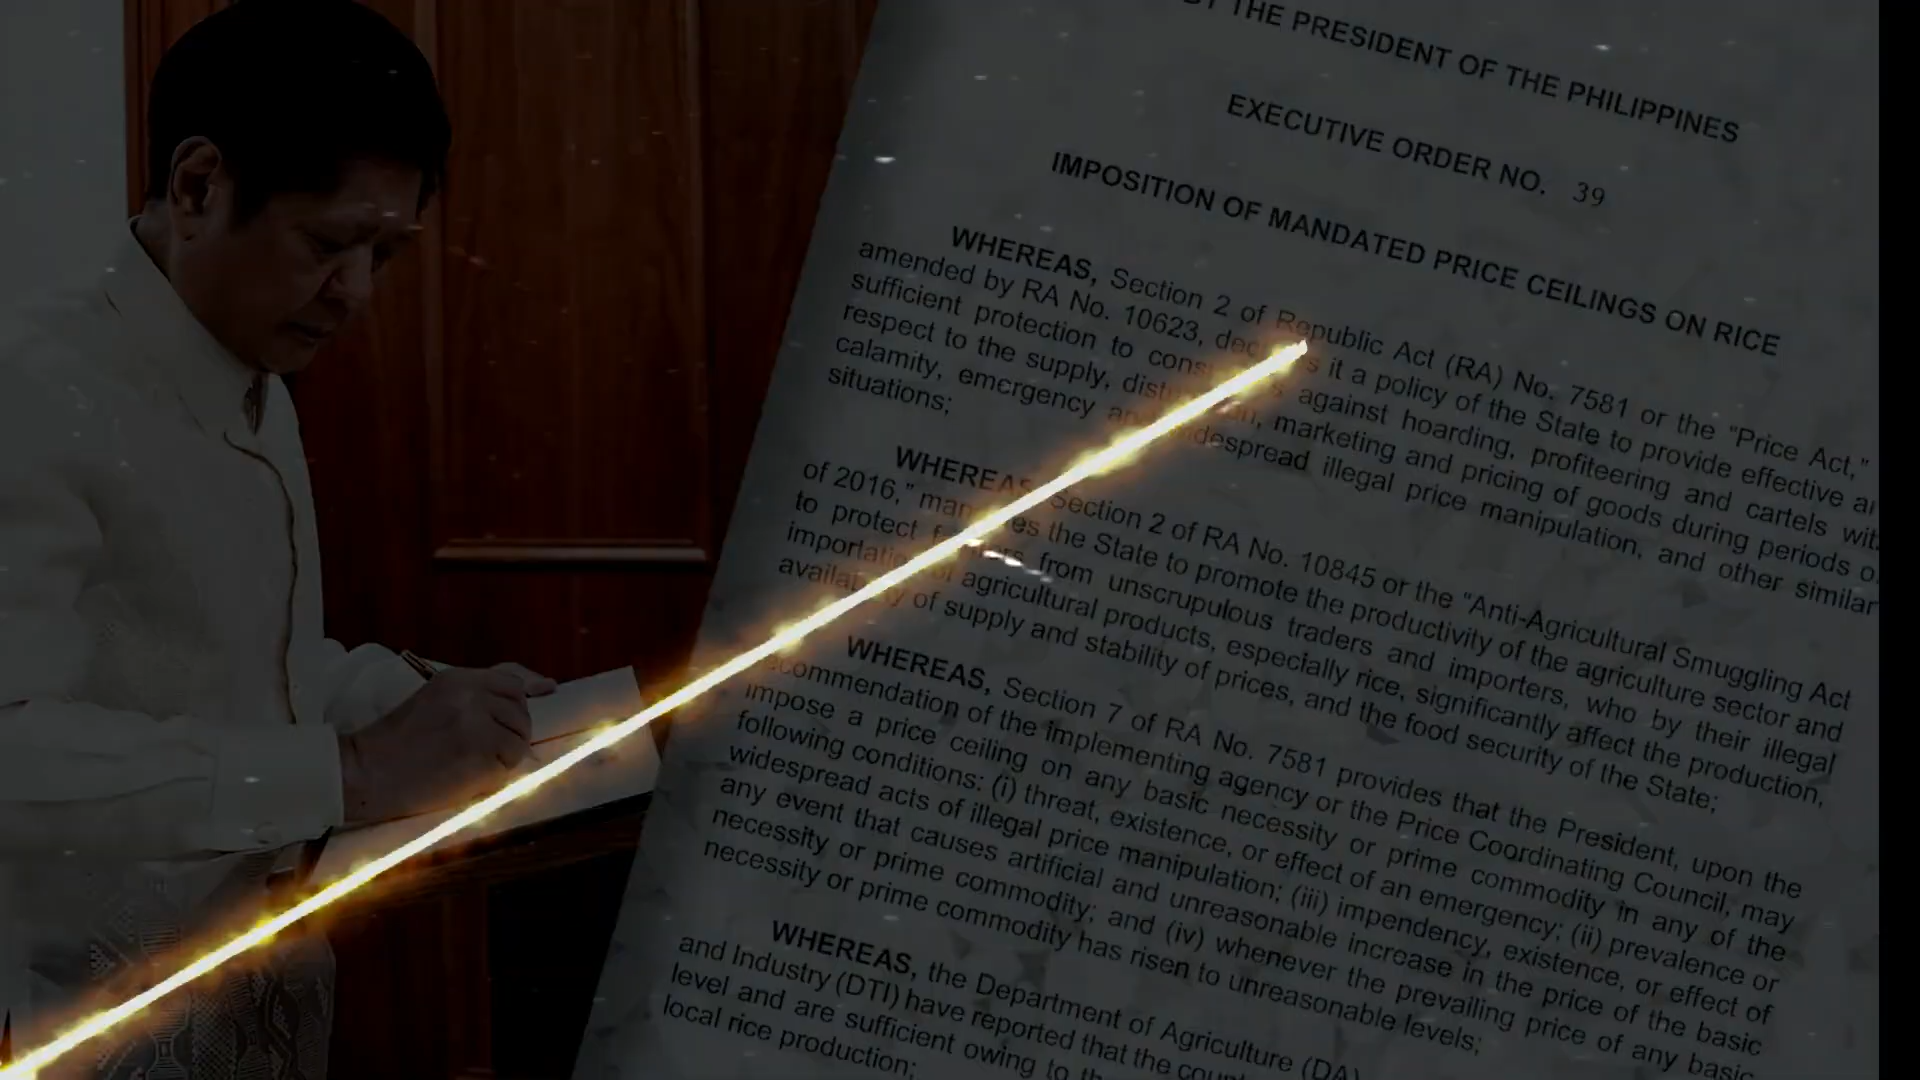 BY THE PRESIDENT OF THE PHILIPPINES
EXECUTIVE ORDER NO. 39
IMPOSITION OF MANDATED PRICE CEILINGS ON RICE
WHEREAS, Section 2 of Republic Act (RA) No. 7581 or the "Price Act,"
amended by RA No. 10623, it a policy of the State to provide effective
sufficient protection to against hoarding, profiteering and cartels
respect to the supply, marketing and pricing of goods during periods
calamity, emergency widespread illegal price manipulation, and other similar
situations;
WHEREAS, Section 2 of RA No. 10845 or the "Anti-Agricultural Smuggling Act
of 2016," the State to promote the productivity of the agriculture sector and
to protect from unscrupulous traders and importers, who by their illegal
importation of agricultural products, especially rice, significantly affect the production,
availability of supply and stability of prices, and the food security of the State;
WHEREAS, Section 7 of RA No. 7581 provides that the President, upon the
recommendation of the implementing agency or the Price Coordinating Council, may
impose a price ceiling on any basic necessity or prime commodity in any of the
following conditions: (i) threat, existence, or effect of an emergency; (ii) prevalence or
widespread acts of illegal price manipulation; (iii) impendency, existence, or effect of
any event that causes artificial and unreasonable increase in the price of the basic
necessity or prime commodity; and (iv) whenever the prevailing price of any basic
necessity or prime commodity has risen to unreasonable levels;
WHEREAS, the Department of Agriculture (DA)
and Industry (DTI) have reported that the
level and are sufficient owing to
local rice production;